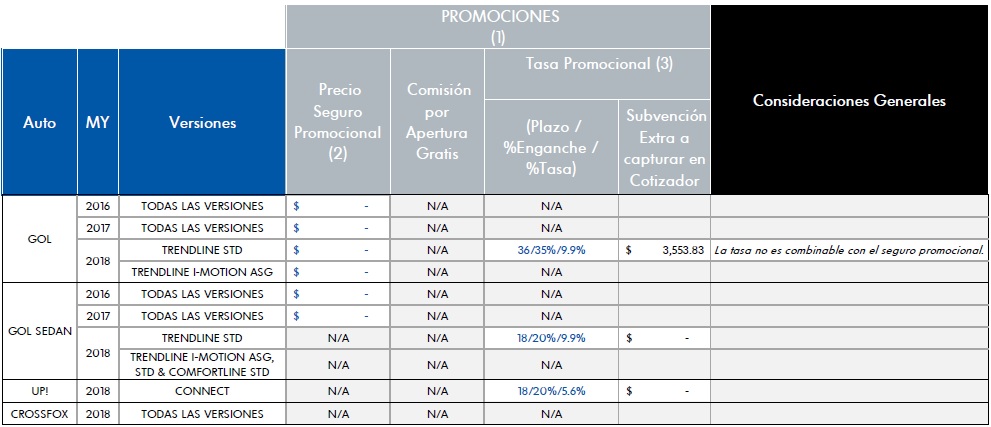 PROMOCIONES
(1)
Auto
MY
Versiones
Precio
Seguro
Promocional
(2)
Comisión
por
Apertura
Gratis
Tasa Promocional (3)
(Plazo /
%Enganche /
%Tasa)
Subvención
Extra a
capturar en
Cotizador
Consideraciones Generales
GOL
2016 TODAS LAS VERSIONES $ - N/A N/A
2017 TODAS LAS VERSIONES $ - N/A N/A
2018
TRENDLINE STD $ - N/A 36/35%/9.9% $ 3,553.83 La tasa no es combinable con el seguro promocional.
TRENDLINE I-MOTION ASG $ - N/A N/A
GOL SEDAN
2016 TODAS LAS VERSIONES $ - N/A N/A
2017 TODAS LAS VERSIONES $ - N/A N/A
2018
TRENDLINE STD N/A N/A 18/20%/9.9% $ -
TRENDLINE I-MOTION ASG,
STD & COMFORTLINE STD N/A N/A N/A
UP! 2018 CONNECT N/A N/A 18/20%/5.6% $ -
CROSSFOX 2018 TODAS LAS VERSIONES N/A N/A N/A